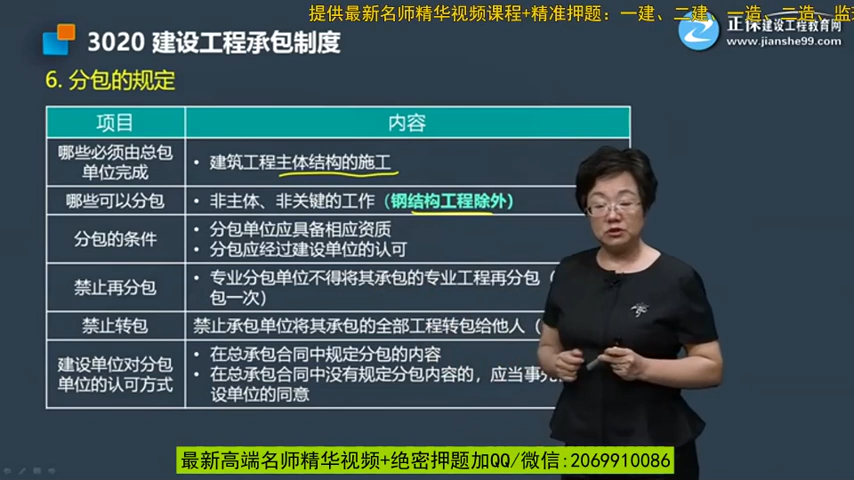 提供最新名师精华视频课程+精准押题：一建、二建、一造、二造、监理
正保建设工程教育网
www.jianshe99.com
3020 建设工程承包制度
6. 分包的规定
项目
内容
哪些必须由总包
单位完成
• 建筑工程主体结构的施工
哪些可以分包
• 非主体、非关键的工作（钢结构工程除外）
分包的条件
• 分包单位应具备相应资质
• 分包应经过建设单位的认可
禁止再分包
• 专业分包单位不得将其承包的专业工程再分包（
包一次）
禁止转包
禁止承包单位将其承包的全部工程转包给他人（
建设单位对分包
单位的认可方式
• 在总承包合同中规定分包的内容
• 在总承包合同中没有规定分包内容的，应当事先
设单位的同意
最新高端名师精华视频+绝密押题加QQ/微信:2069910086